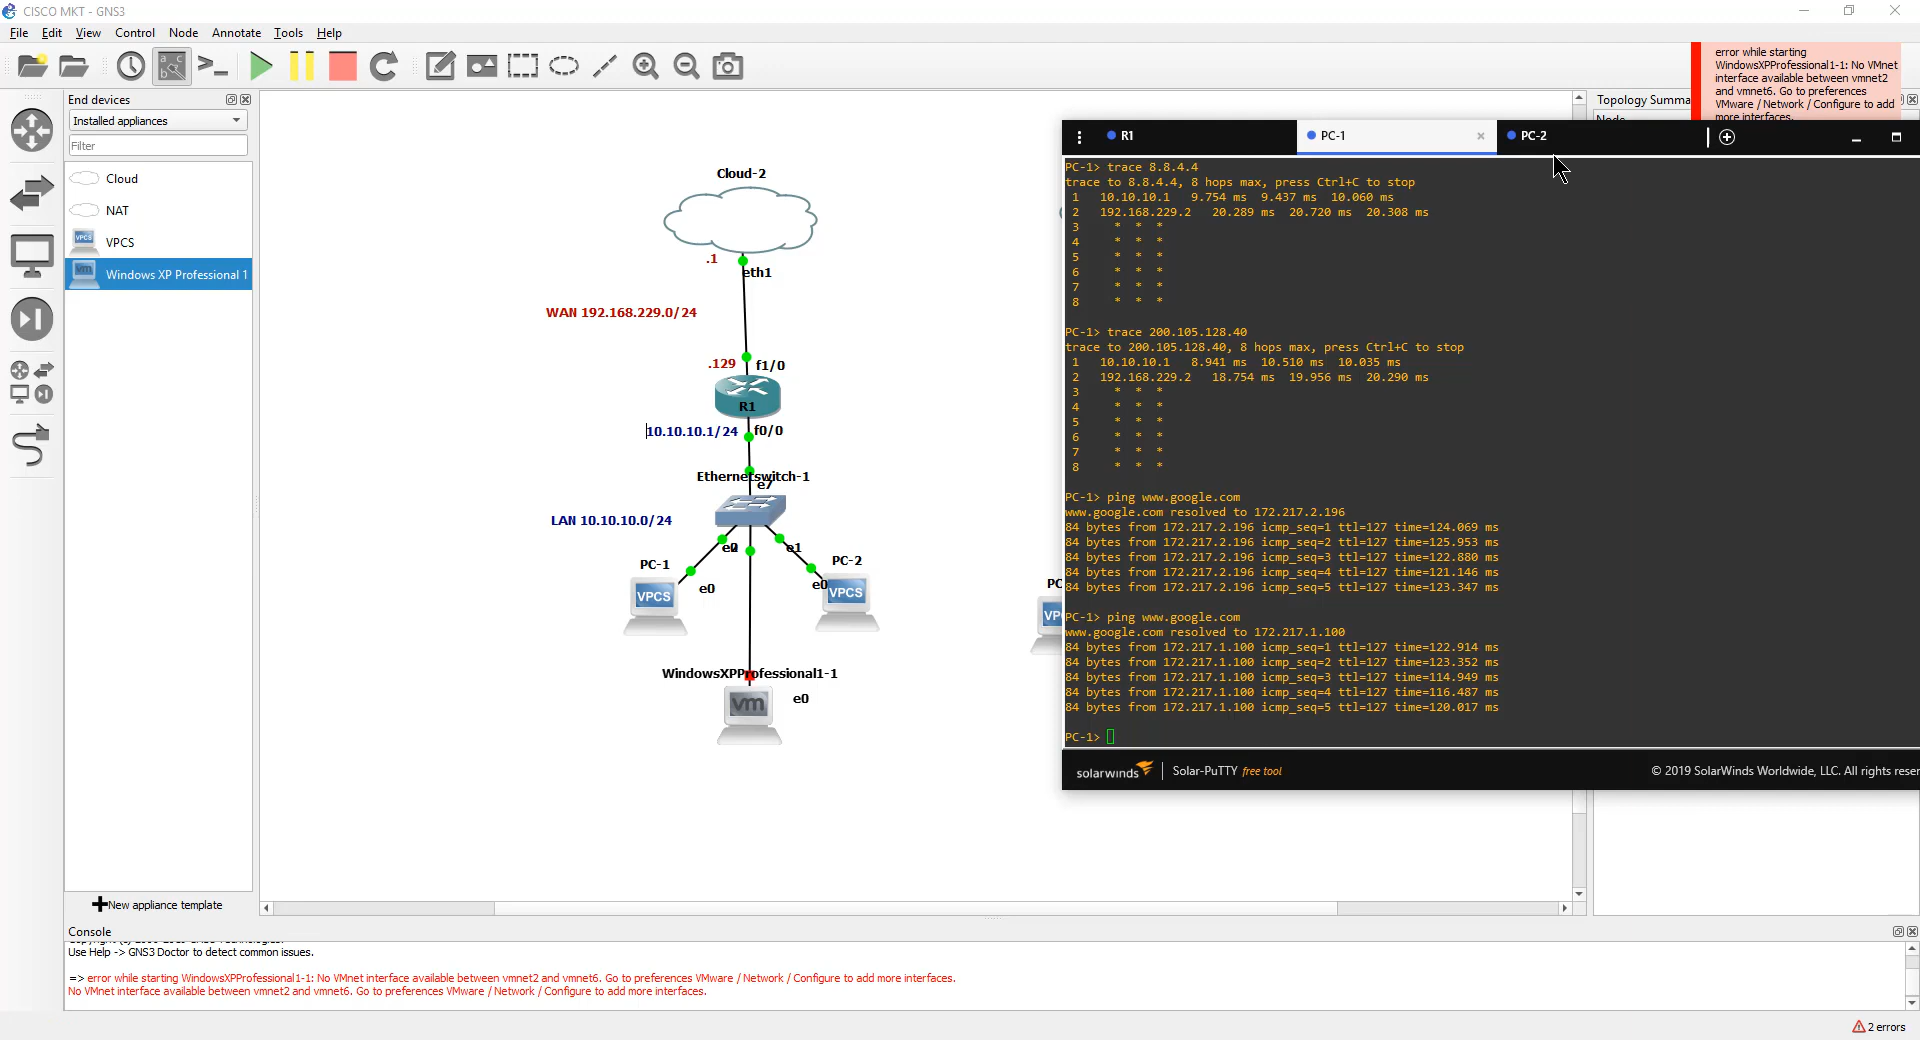 CISCO MKT - GNS3
File Edit View Control Node Annotate Tools Help
error while starting
WindowsXPProfessional1-1: No VMnet
interface available between vmnet2
and vmnet6. Go to preferences
VMware / Network / Configure to add
more interfaces.
End devices
Installed appliances
Filter
Cloud
NAT
VPCS
VPCS
vm
Windows XP Professional 1
New appliance template
Topology Summa
Cloud-2
.1
eth1
WAN 192.168.229.0/24
.129
f1/0
R1
10.10.10.1/24
f0/0
Ethernetswitch-1
e7
LAN 10.10.10.0/24
e1
PC-1
PC-2
e0
e0
VPCS
VPCS
WindowsXPProfessional1-1
e0
vm
PC
VP
R1
PC-1
PC-2
PC-1> trace 8.8.4.4
trace to 8.8.4.4, 8 hops max, press Ctrl+C to stop
1 10.10.10.1 9.754 ms 9.437 ms 10.060 ms
2 192.168.229.2 20.289 ms 20.720 ms 20.308 ms
3 * * *
4 * * *
5 * * *
6 * * *
7 * * *
8 * * *
PC-1> trace 200.105.128.40
trace to 200.105.128.40, 8 hops max, press Ctrl+C to stop
1 10.10.10.1 8.941 ms 10.510 ms 10.035 ms
2 192.168.229.2 18.754 ms 19.956 ms 20.290 ms
3 * * *
4 * * *
5 * * *
6 * * *
7 * * *
8 * * *
PC-1> ping www.google.com
www.google.com resolved to 172.217.2.196
84 bytes from 172.217.2.196 icmp_seq=1 ttl=127 time=124.069 ms
84 bytes from 172.217.2.196 icmp_seq=2 ttl=127 time=125.953 ms
84 bytes from 172.217.2.196 icmp_seq=3 ttl=127 time=122.880 ms
84 bytes from 172.217.2.196 icmp_seq=4 ttl=127 time=121.146 ms
84 bytes from 172.217.2.196 icmp_seq=5 ttl=127 time=123.347 ms
PC-1> ping www.google.com
www.google.com resolved to 172.217.1.100
84 bytes from 172.217.1.100 icmp_seq=1 ttl=127 time=122.914 ms
84 bytes from 172.217.1.100 icmp_seq=2 ttl=127 time=123.352 ms
84 bytes from 172.217.1.100 icmp_seq=3 ttl=127 time=114.949 ms
84 bytes from 172.217.1.100 icmp_seq=4 ttl=127 time=116.487 ms
84 bytes from 172.217.1.100 icmp_seq=5 ttl=127 time=120.017 ms
PC-1>
solarwinds Solar-PuTTY free tool
© 2019 SolarWinds Worldwide, LLC. All rights reser
Console
Use Help -> GNS3 Doctor to detect common issues.
=> error while starting WindowsXPProfessional1-1: No VMnet interface available between vmnet2 and vmnet6. Go to preferences VMware / Network / Configure to add more interfaces.
No VMnet interface available between vmnet2 and vmnet6. Go to preferences VMware / Network / Configure to add more interfaces.
2 errors